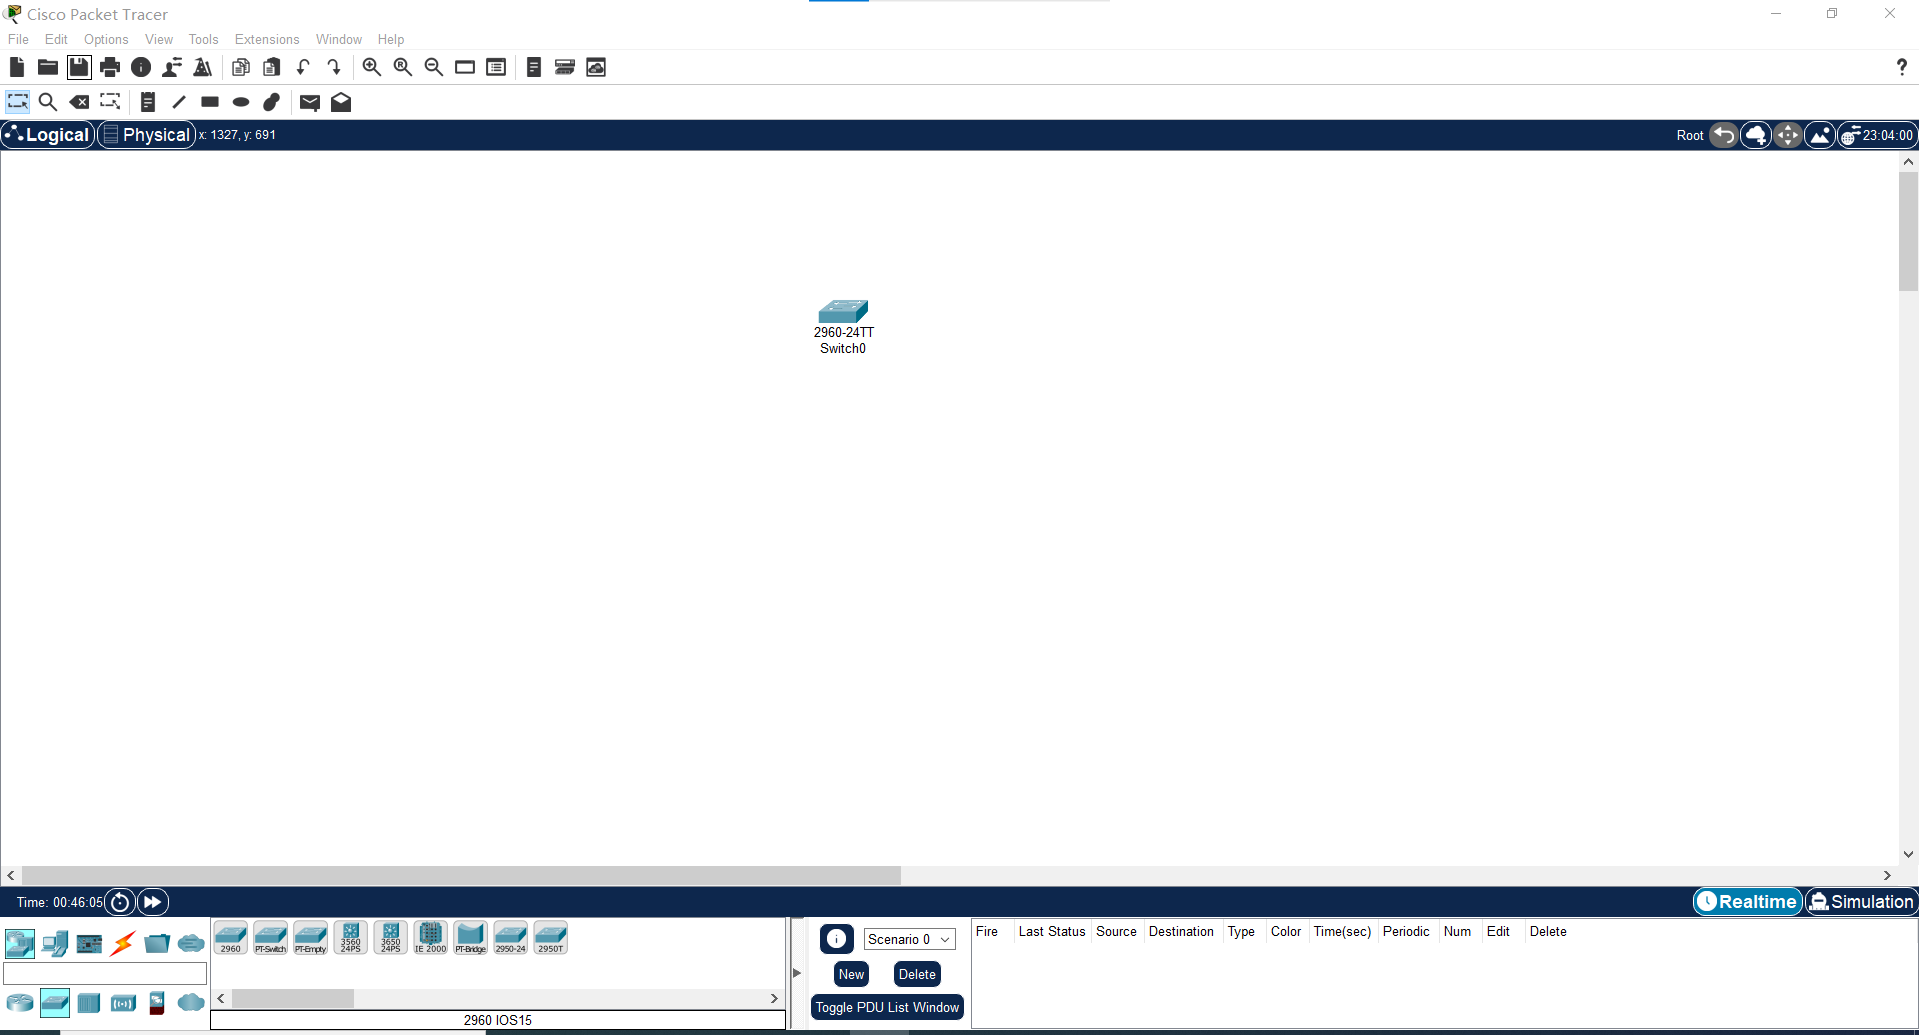 Cisco Packet Tracer
File Edit Options View Tools Extensions Window Help
Logical Physical x: 1327, y: 691 Root 23:04:00
2960-24TT
Switch0
Time: 00:46:05 Realtime Simulation
2960 PT-Switch PT-Empty 3560 24PS 3650 24PS IE 2000 PT-Bridge 2950-24 2950T
2960 IOS15
Scenario 0
New Delete
Toggle PDU List Window
Fire Last Status Source Destination Type Color Time(sec) Periodic Num Edit Delete